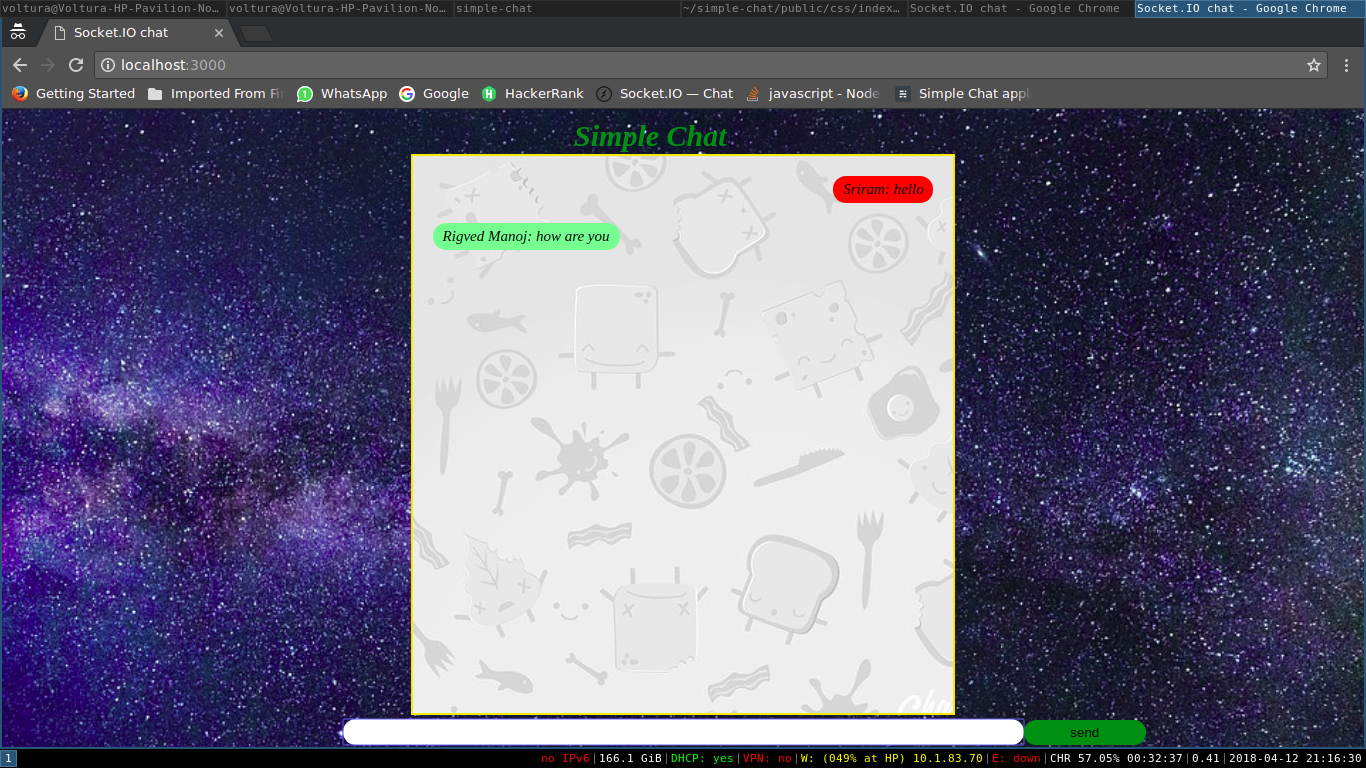 voltura@Voltura-HP-Pavilion-No… voltura@Voltura-HP-Pavilion-No… simple-chat ~/simple-chat/public/css/index… Socket.IO chat - Google Chrome Socket.IO chat - Google Chrome
Socket.IO chat
localhost:3000
Getting Started Imported From Fi WhatsApp Google HackerRank Socket.IO — Chat javascript - Node Simple Chat appl
Simple Chat
Sriram: hello
Rigved Manoj: how are you
send
1 no IPv6|166.1 GiB|DHCP: yes|VPN: no|W: (049% at HP) 10.1.83.70|E: down|CHR 57.05% 00:32:37|0.41|2018-04-12 21:16:30